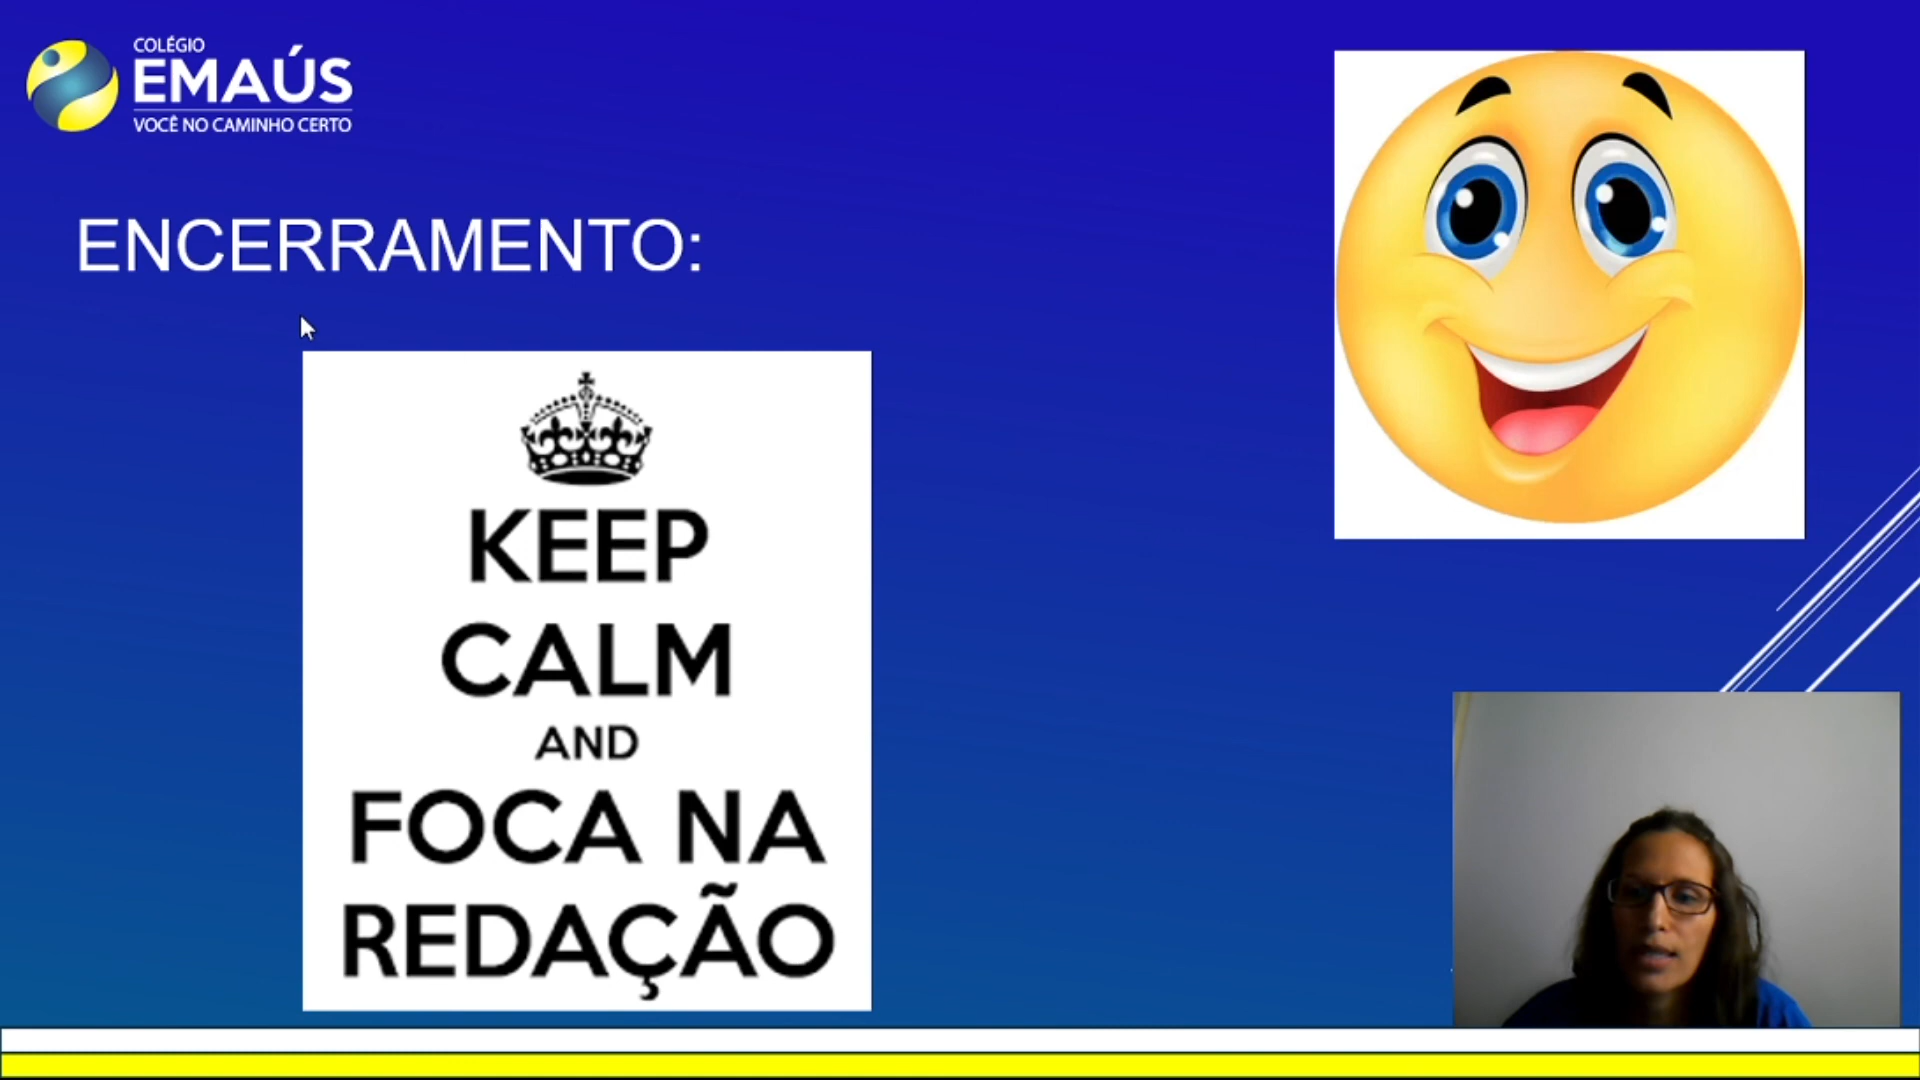 COLÉGIO
EMAÚS
VOCÊ NO CAMINHO CERTO
ENCERRAMENTO:
KEEP
CALM
AND
FOCA NA
REDAÇÃO